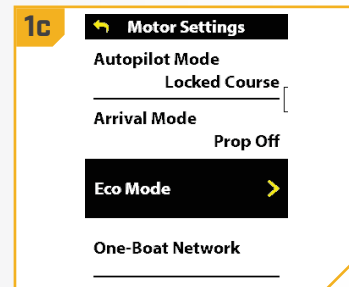 1c
Motor Settings
Autopilot Mode
Locked Course
Arrival Mode
Prop Off
Eco Mode
One-Boat Network